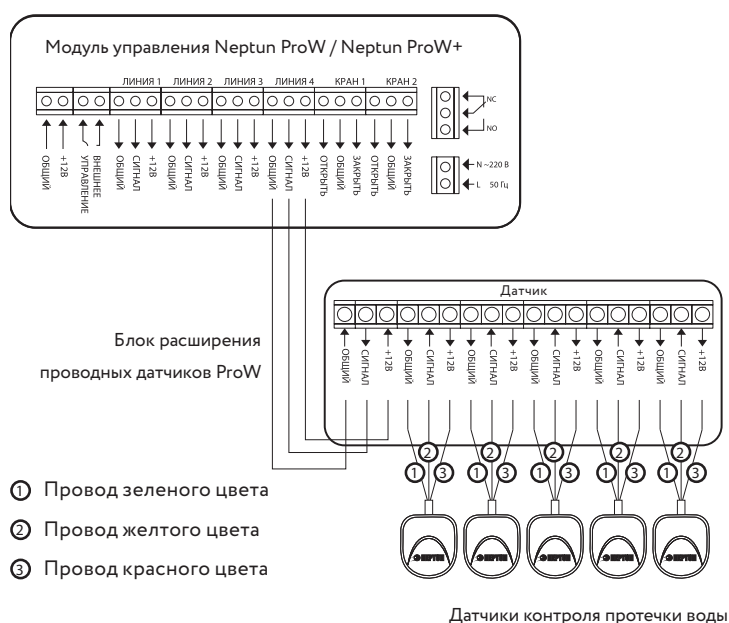 Модуль управления Neptun ProW / Neptun ProW+
ЛИНИЯ 1 ЛИНИЯ 2 ЛИНИЯ 3 ЛИНИЯ 4 КРАН 1 КРАН 2
ОБЩИЙ +12В ВНЕШНЕЕ УПРАВЛЕНИЕ ОБЩИЙ СИГНАЛ +12В ОБЩИЙ СИГНАЛ +12В ОБЩИЙ СИГНАЛ +12В ОБЩИЙ СИГНАЛ +12В ОТКРЫТЬ ОБЩИЙ ЗАКРЫТЬ ОТКРЫТЬ ОБЩИЙ ЗАКРЫТЬ
NC
NO
N ~220 В
L 50 Гц
Датчик
ОБЩИЙ СИГНАЛ +12В ОБЩИЙ СИГНАЛ +12В ОБЩИЙ СИГНАЛ +12В ОБЩИЙ СИГНАЛ +12В ОБЩИЙ СИГНАЛ +12В ОБЩИЙ СИГНАЛ +12В
Блок расширения
проводных датчиков ProW
2 2 2 2 2
1 3 1 3 1 3 1 3 1 3
NEPTUN NEPTUN NEPTUN NEPTUN NEPTUN
1 Провод зеленого цвета
2 Провод желтого цвета
3 Провод красного цвета
Датчики контроля протечки воды